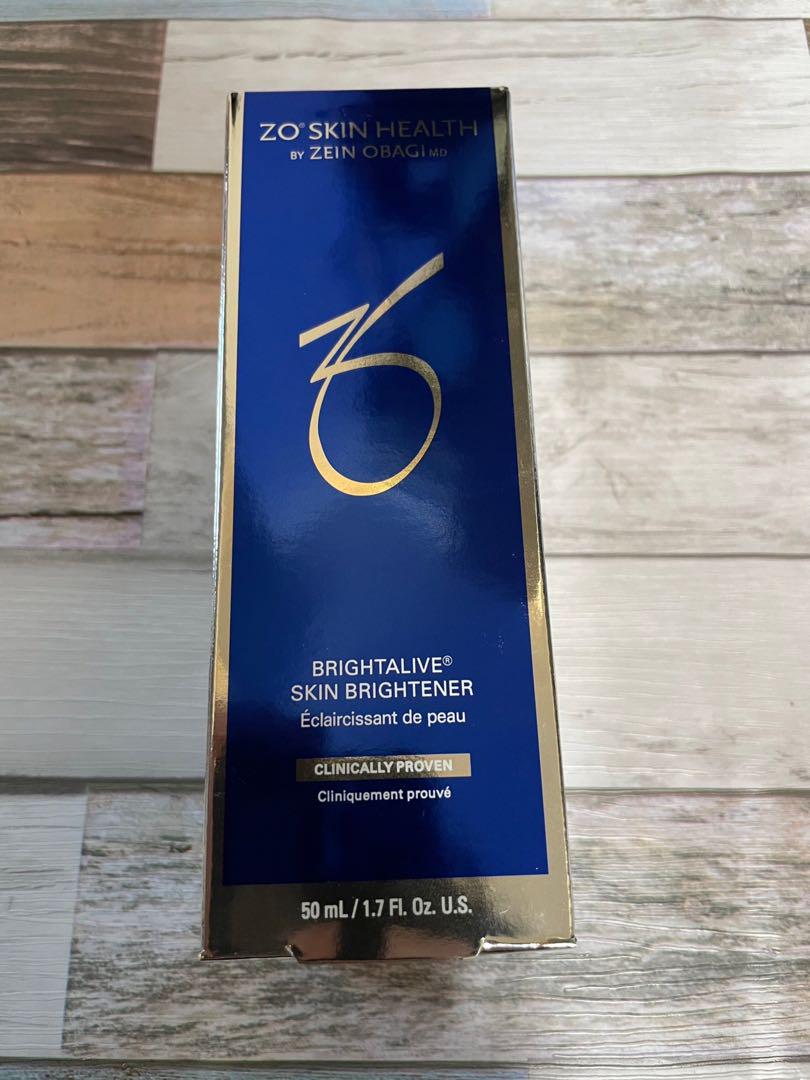 ZO® SKIN HEALTH
BY ZEIN OBAGI MD
BRIGHTALIVE®
SKIN BRIGHTENER
Éclaircissant de peau
CLINICALLY PROVEN
Cliniquement prouvé
50 mL / 1.7 Fl. Oz. U.S.